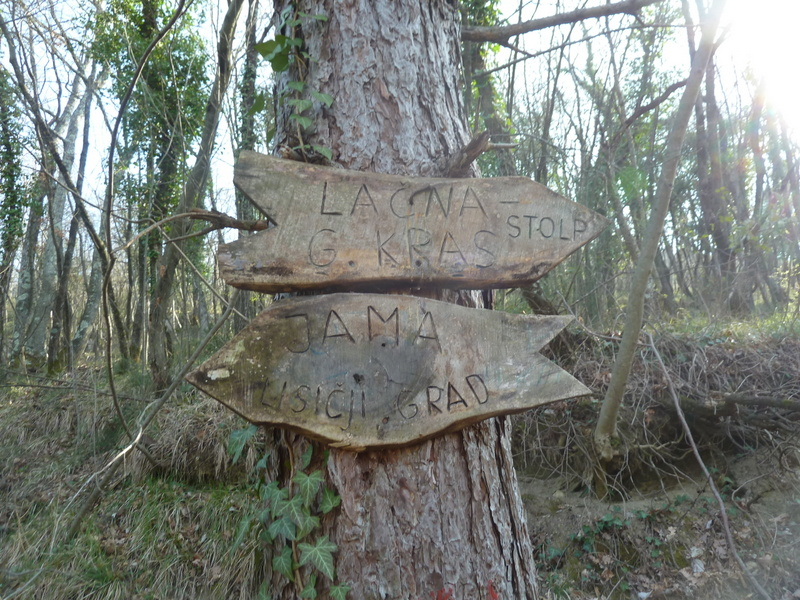 LAČNA -
G. KRAS STOLP
JAMA
LISIČJI GRAD